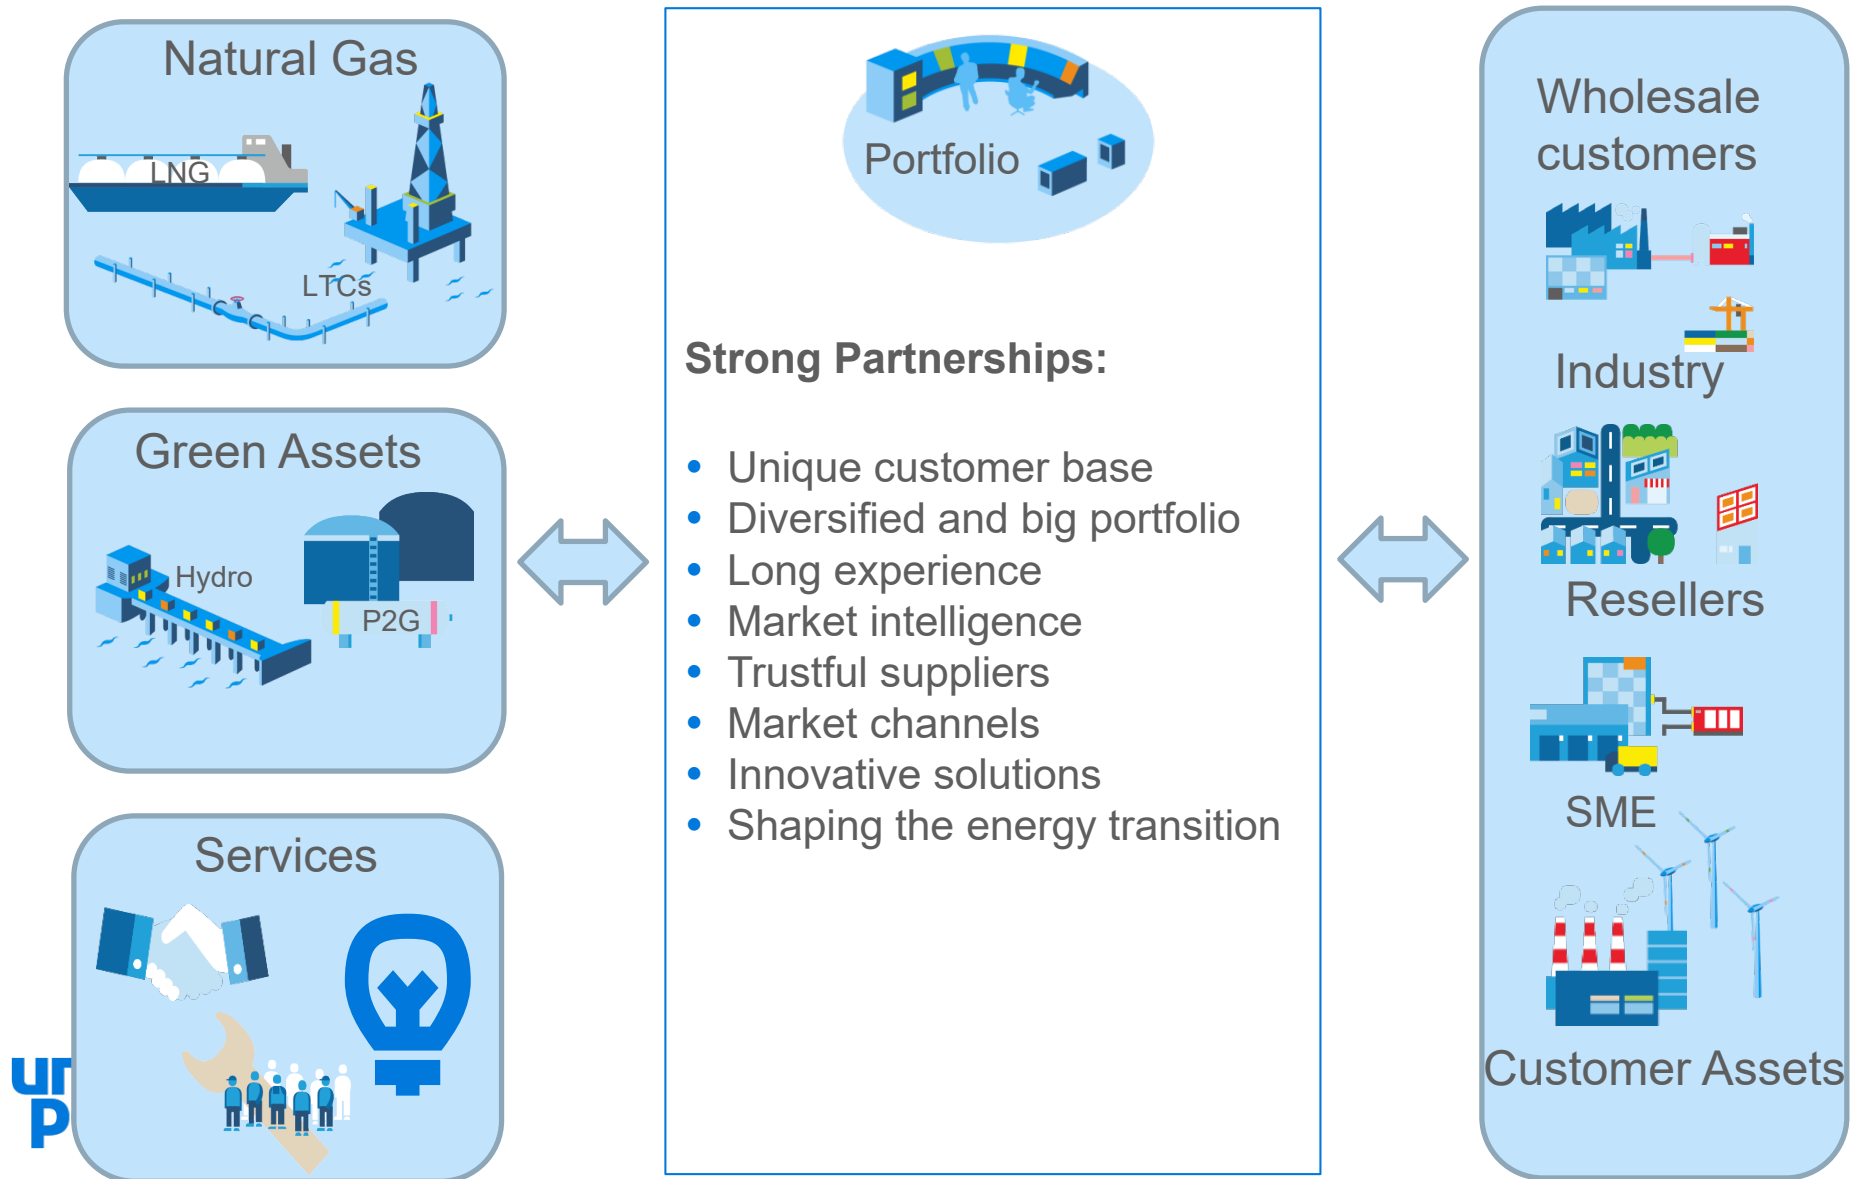 Natural Gas
LNG
LTCs
Green Assets
Hydro
P2G
Services
Portfolio
Strong Partnerships:
• Unique customer base
• Diversified and big portfolio
• Long experience
• Market intelligence
• Trustful suppliers
• Market channels
• Innovative solutions
• Shaping the energy transition
Wholesale
customers
Industry
Resellers
SME
Customer Assets